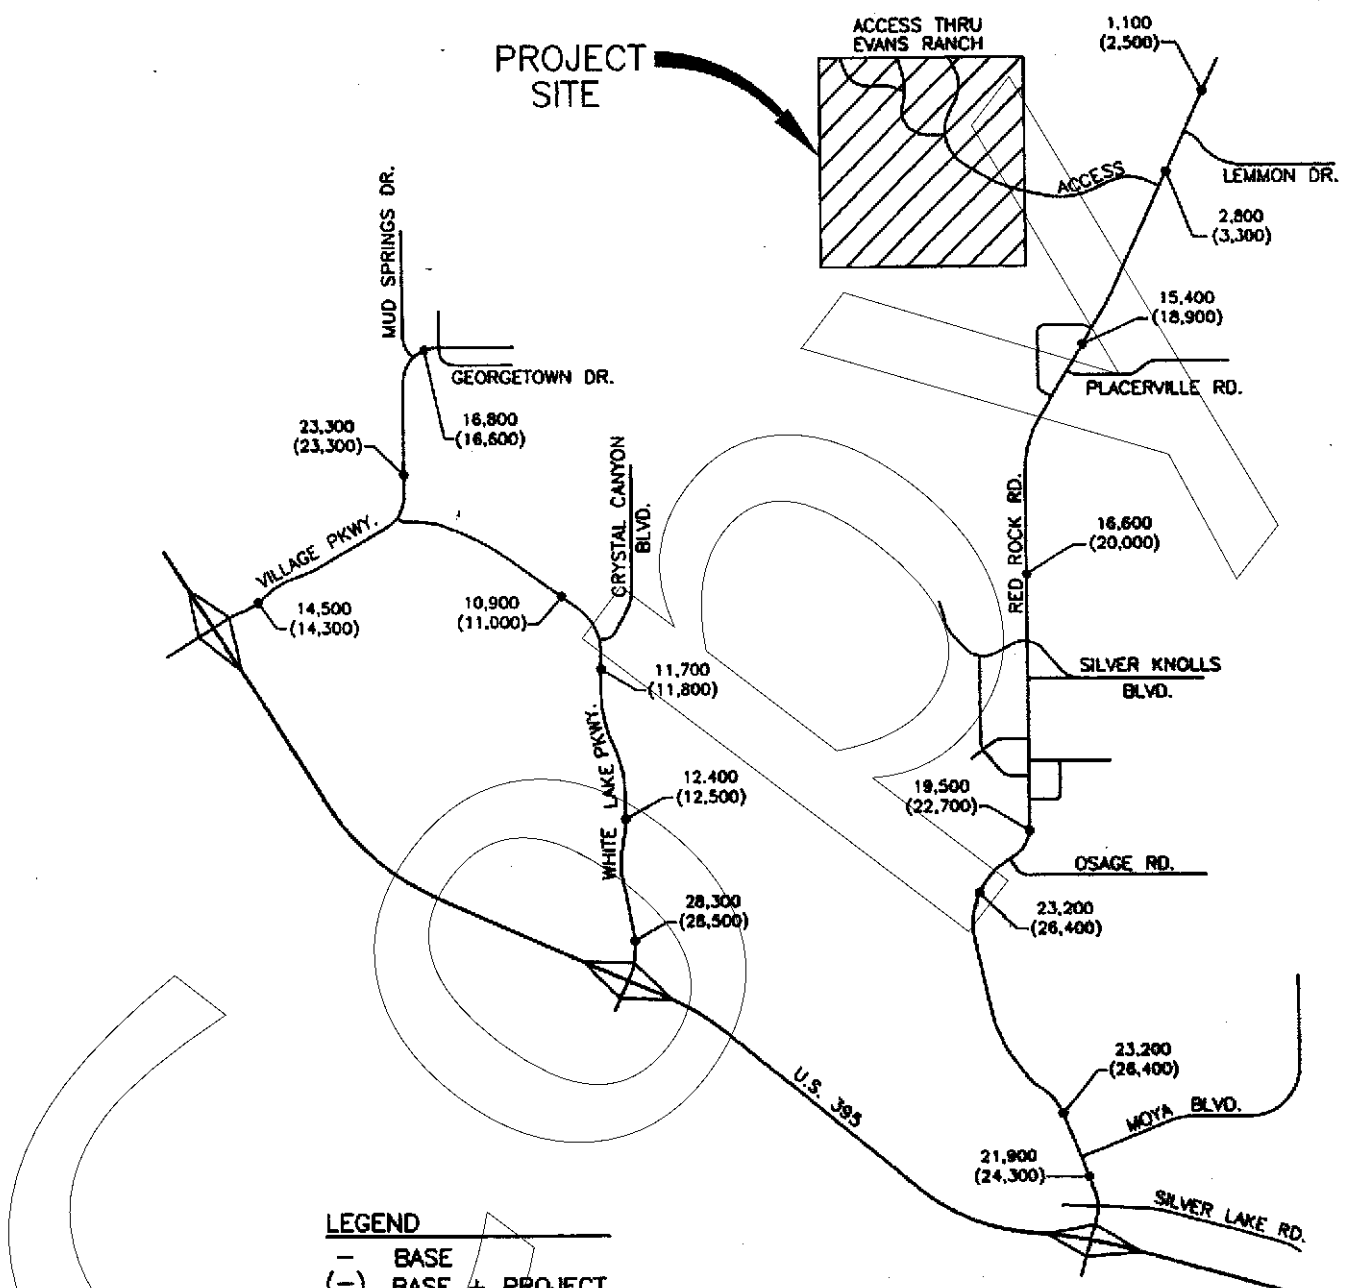 ACCESS THRU
EVANS RANCH
1,100
(2,500)
PROJECT
SITE
LEMMON DR.
ACCESS
2,800
(3,300)
MUD SPRINGS DR.
15,400
(18,900)
GEORGETOWN DR.
PLACERVILLE RD.
23,300
(23,300)
16,800
(16,600)
CRYSTAL CANYON
BLVD.
RED ROCK RD.
16,600
(20,000)
VILLAGE PKWY.
14,500
(14,300)
10,900
(11,000)
11,700
(11,800)
SILVER KNOLLS
BLVD.
WHITE LAKE PKWY.
12.400
(12,500)
19,500
(22,700)
OSAGE RD.
28,300
(28,500)
23,200
(26,400)
U.S. 395
23,200
(26,400)
MOYA BLVD.
21,900
(24,300)
SILVER LAKE RD.
LEGEND
— BASE
(—) BASE + PROJECT
COPY